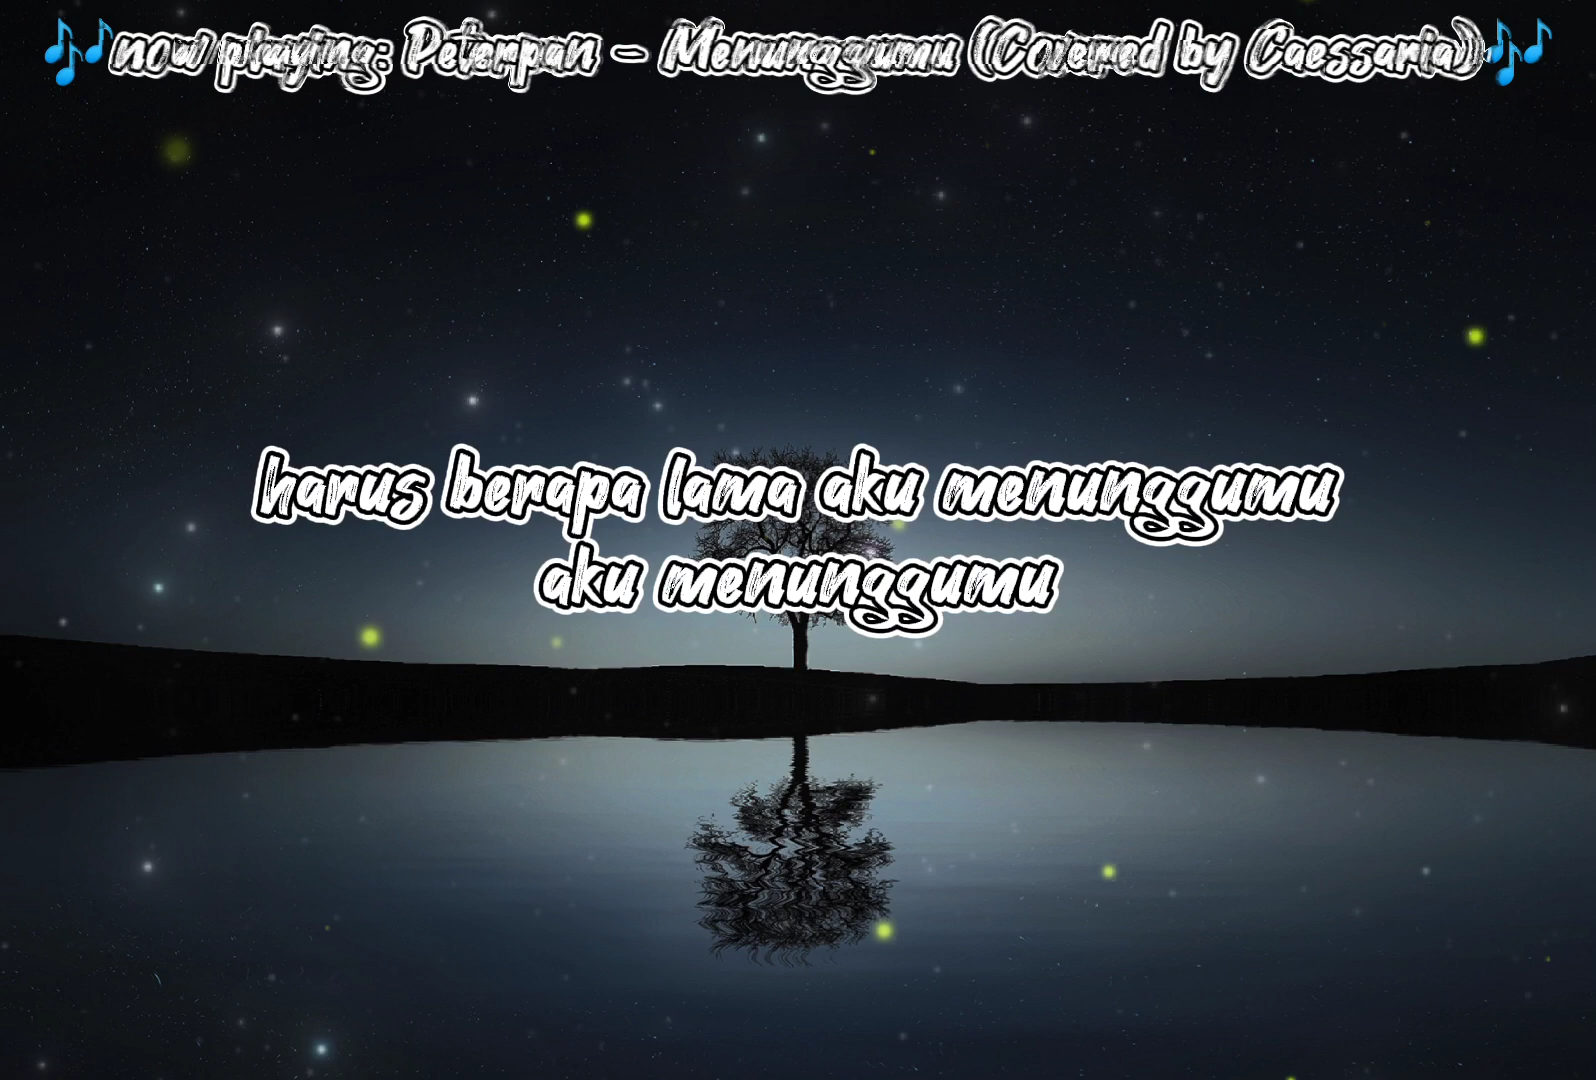 🎶now playing: Peterpan - Menunggumu (Covered by Caessaria)🎶
harus berapa lama aku menunggumu
aku menunggumu